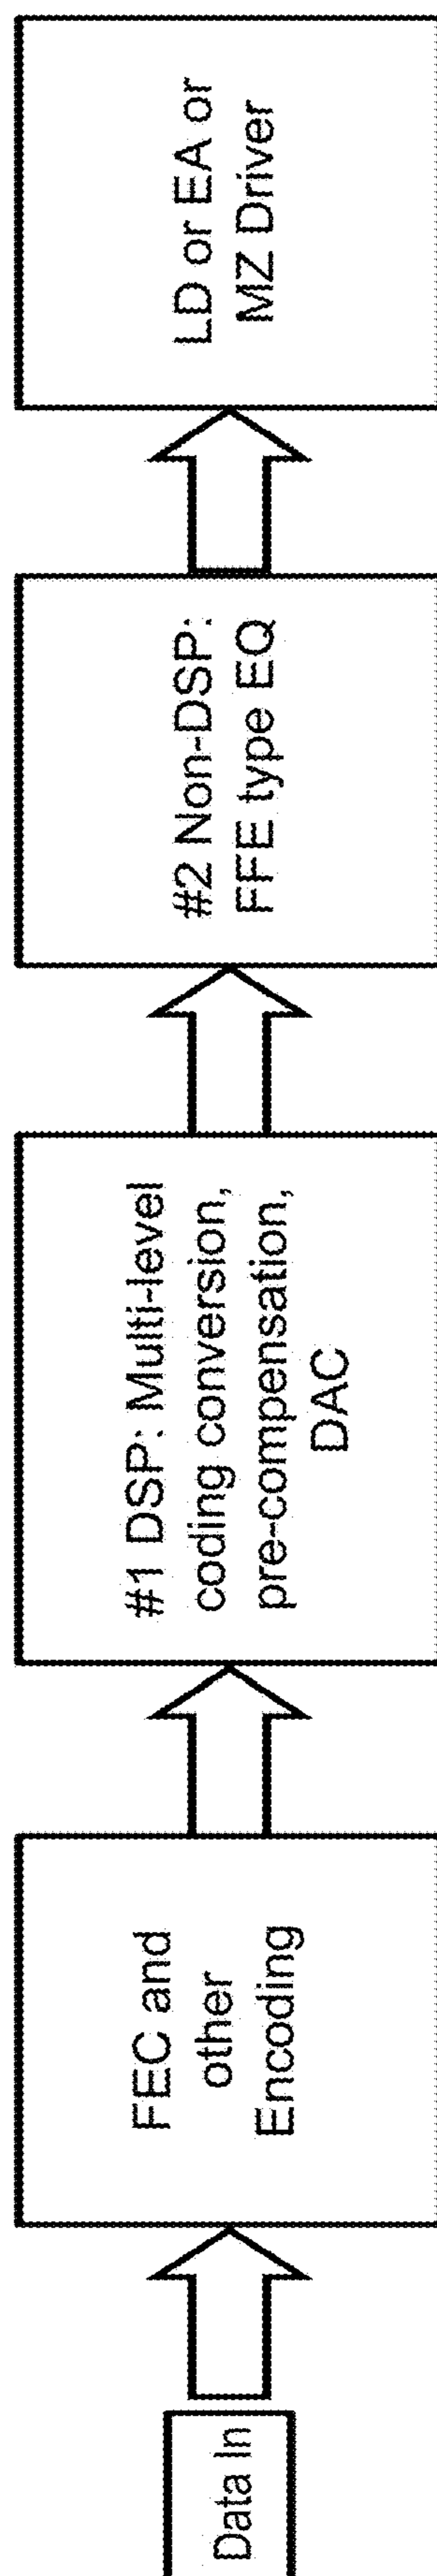 Data In
FEC and
other
Encoding
#1 DSP: Multi-level
coding conversion,
pre-compensation,
DAC
#2 Non-DSP:
FFE type EQ
LD or EA or
MZ Driver